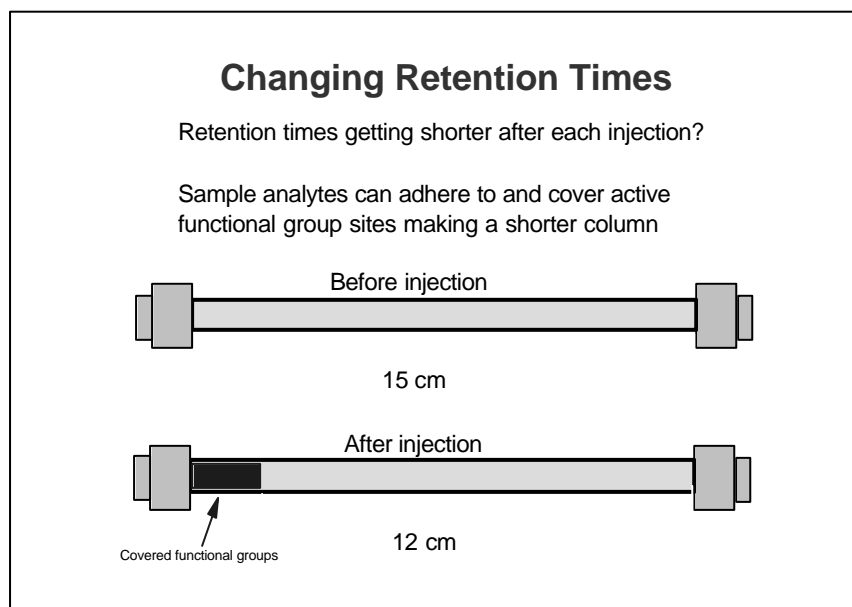 Changing Retention Times
Retention times getting shorter after each injection?
Sample analytes can adhere to and cover active
functional group sites making a shorter column
Before injection
15 cm
After injection
Covered functional groups
12 cm